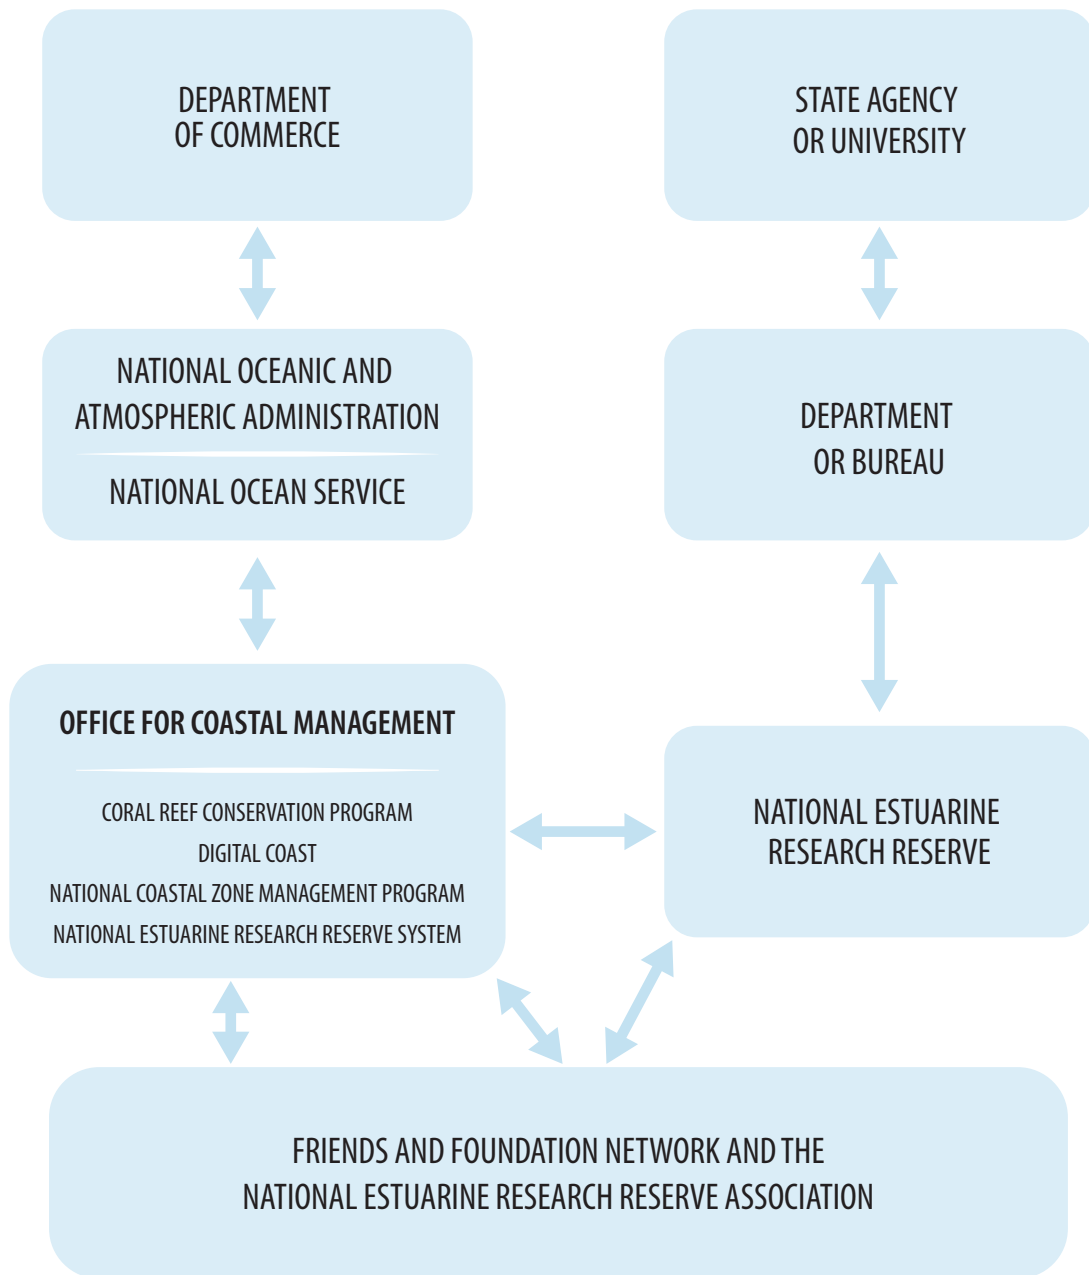 DEPARTMENT
OF COMMERCE
STATE AGENCY
OR UNIVERSITY
NATIONAL OCEANIC AND
ATMOSPHERIC ADMINISTRATION
NATIONAL OCEAN SERVICE
DEPARTMENT
OR BUREAU
OFFICE FOR COASTAL MANAGEMENT
CORAL REEF CONSERVATION PROGRAM
DIGITAL COAST
NATIONAL COASTAL ZONE MANAGEMENT PROGRAM
NATIONAL ESTUARINE RESEARCH RESERVE SYSTEM
NATIONAL ESTUARINE
RESEARCH RESERVE
FRIENDS AND FOUNDATION NETWORK AND THE
NATIONAL ESTUARINE RESEARCH RESERVE ASSOCIATION